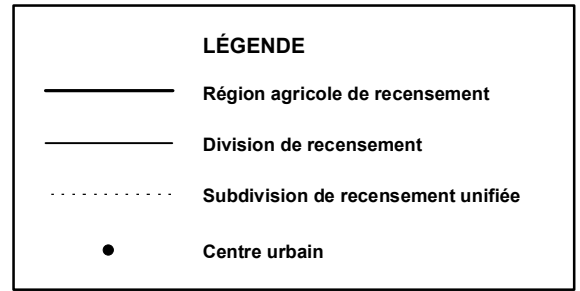 LÉGENDE
Région agricole de recensement
Division de recensement
Subdivision de recensement unifiée
Centre urbain